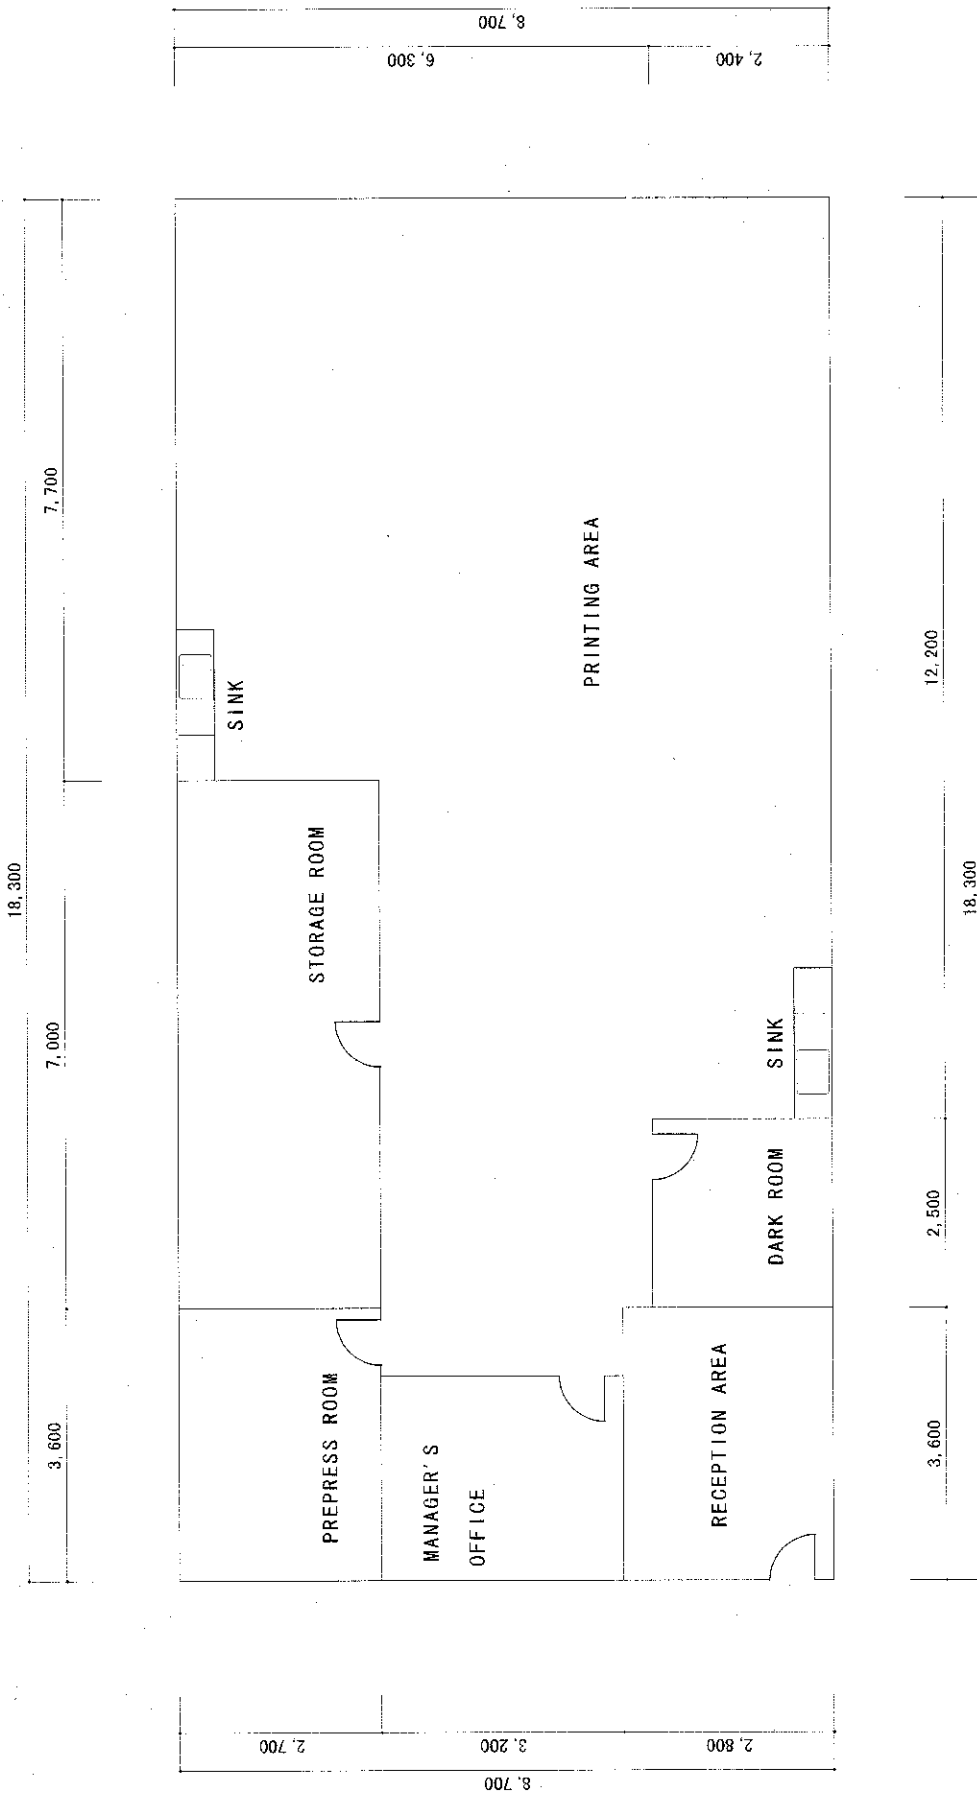 18,300
3,600
7,000
7,700
PREPRESS ROOM
STORAGE ROOM
SINK
MANAGER'S
OFFICE
PRINTING AREA
RECEPTION AREA
DARK ROOM
SINK
3,600
2,500
12,200
18,300
8,700
2,700
3,200
2,800
6,300
2,400
8,700